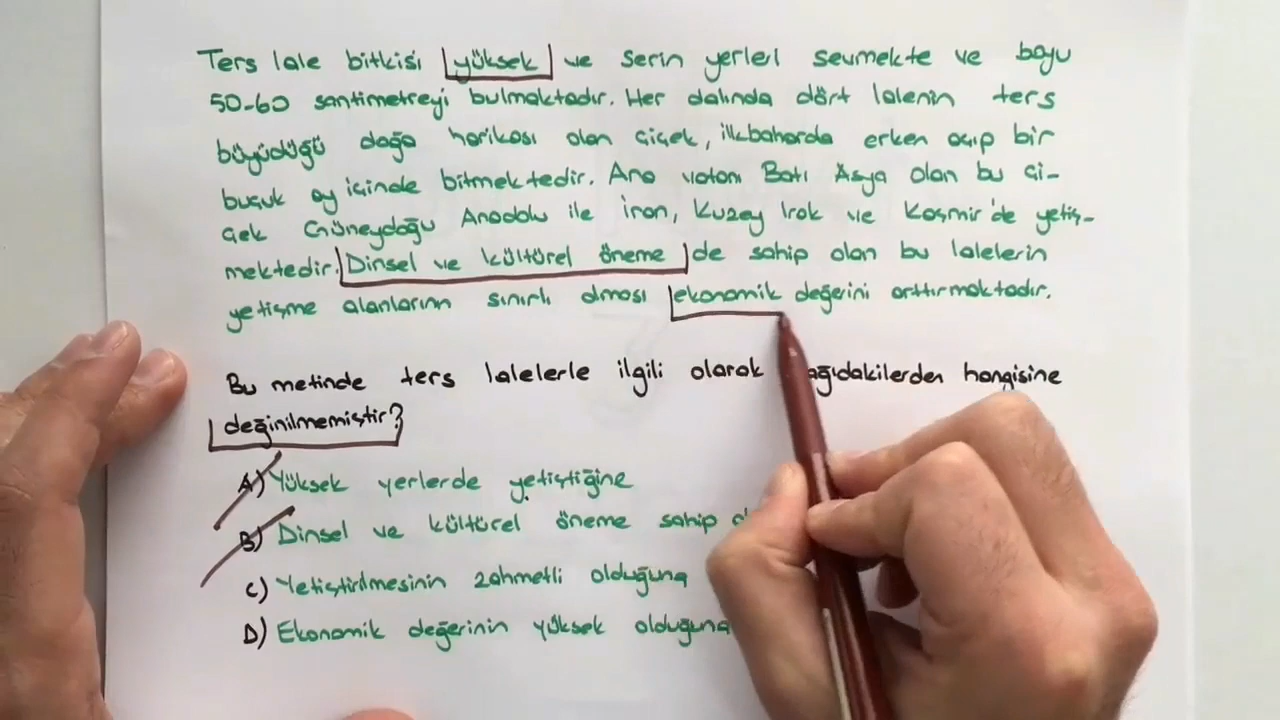 Ters lale bitkisi yüksek ve serin yerleri sevmekte ve boyu
50-60 santimetreyi bulmaktadır. Her dalında dört lalenin ters
büyüdüğü doğa harikası olan çiçek, ilkbaharda erken açıp bir
buçuk ay içinde bitmektedir. Ana vatanı Batı Asya olan bu çi-
çek Güneydoğu Anadolu ile İran, Kuzey Irak ve Keşmir'de yetiş-
mektedir. Dinsel ve kültürel öneme de sahip olan bu lalelerin
yetişme alanlarının sınırlı olması ekonomik değerini arttırmaktadır.
Bu metinde ters lalelerle ilgili olarak hangisine
değinilmemiştir?
A) Yüksek yerlerde yetiştiğine
B) Dinsel ve kültürel öneme sahip
C) Yetiştirilmesinin zahmetli olduğuna
D) Ekonomik değerinin yüksek olduğuna